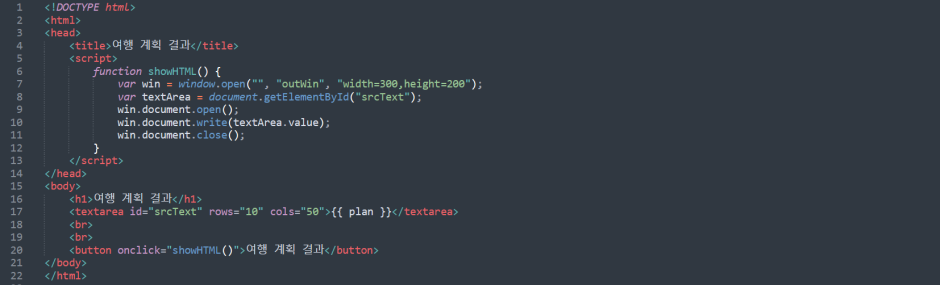 1 <!DOCTYPE html>
2 <html>
3 <head>
4 <title>여행 계획 결과</title>
5 <script>
6 function showHTML() {
7 var win = window.open("", "outWin", "width=300,height=200");
8 var textArea = document.getElementById("srcText");
9 win.document.open();
10 win.document.write(textArea.value);
11 win.document.close();
12 }
13 </script>
14 </head>
15 <body>
16 <h1>여행 계획 결과</h1>
17 <textarea id="srcText" rows="10" cols="50">{{ plan }}</textarea>
18 <br>
19 <br>
20 <button onclick="showHTML()">여행 계획 결과</button>
21 </body>
22 </html>